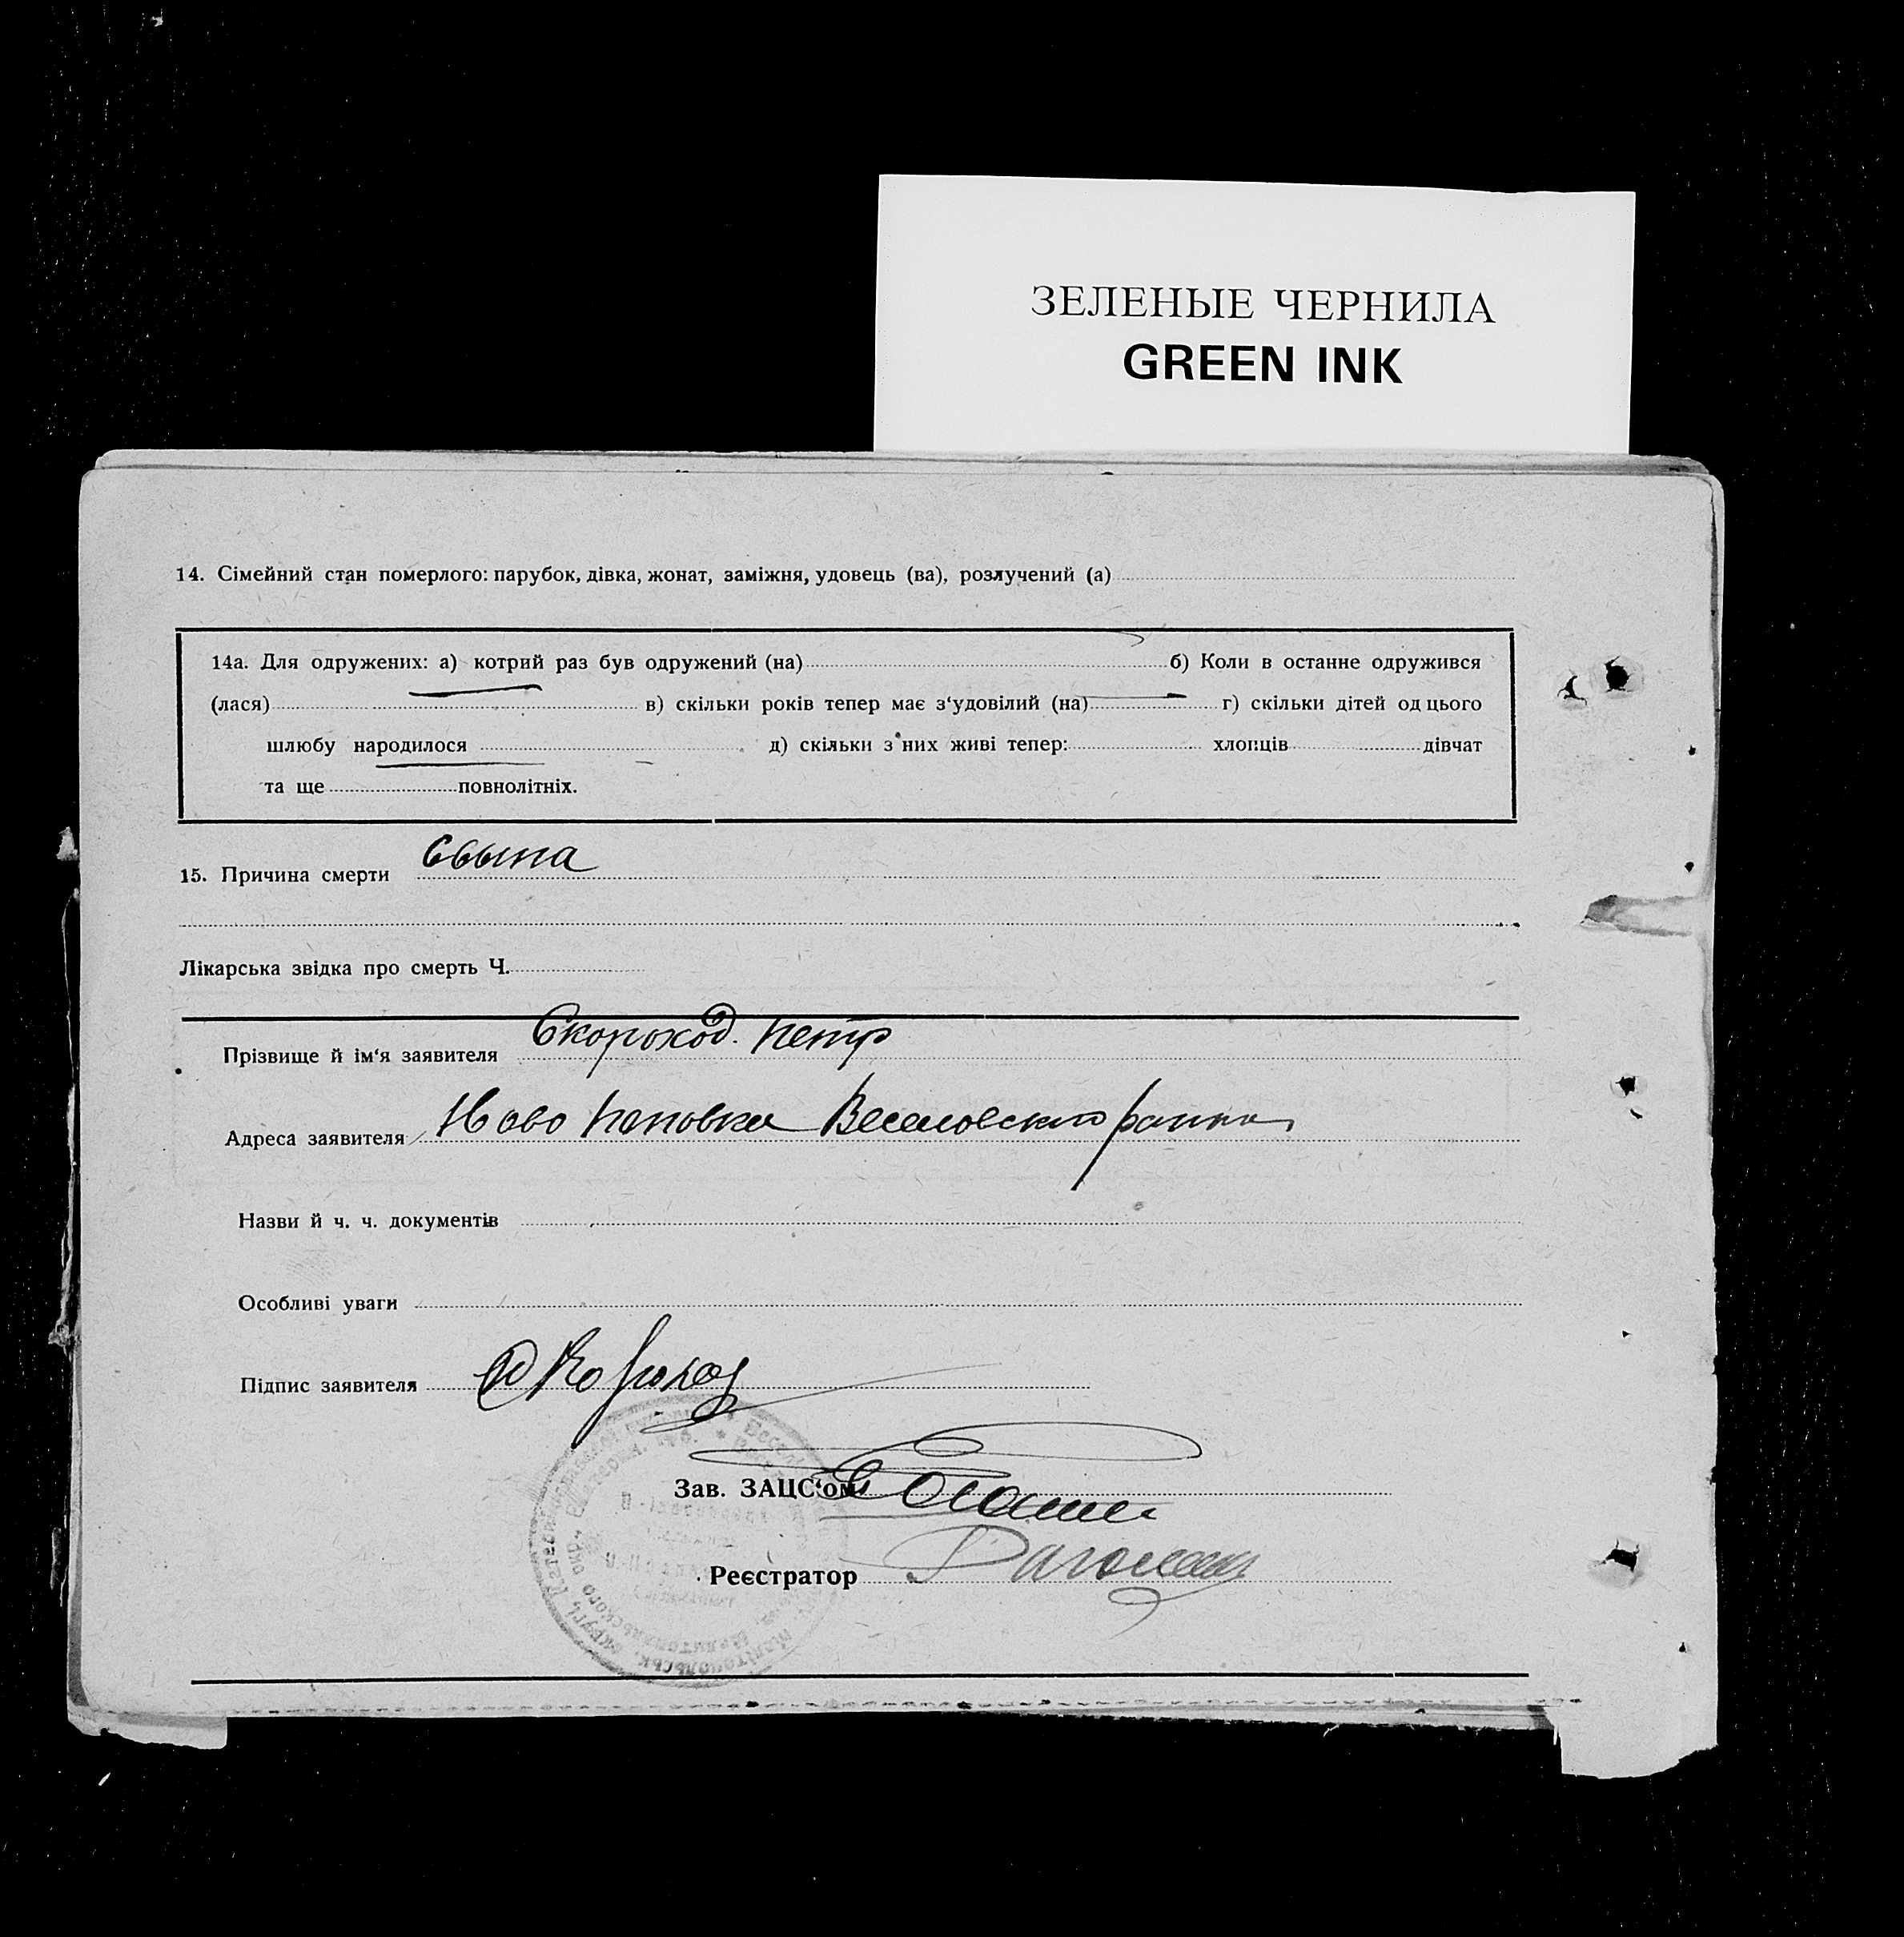 ЗЕЛЕНЫЕ ЧЕРНИЛА
GREEN INK
14. Сімейний стан померлого: парубок, дівка, жонат, заміжня, удовець (ва), розлучений (а)
14а. Для одружених: а) котрий раз був одружений (на) б) Коли в останне одружився
(лася) в) скільки років тепер має з'удовілий (на) г) скільки дітей од цього
шлюбу народилося д) скільки з них живі тепер: хлопців дівчат
та ще повнолітніх.
15. Причина смерти
Лікарська звідка про смерть Ч.
Прізвище й ім'я заявителя Скороход Петр
Адреса заявителя Ново Поповка Веселовского района
Назви й ч. ч. документів
Особливі уваги
Підпис заявителя Скороход
Зав. ЗАЦС'ом
Реєстратор